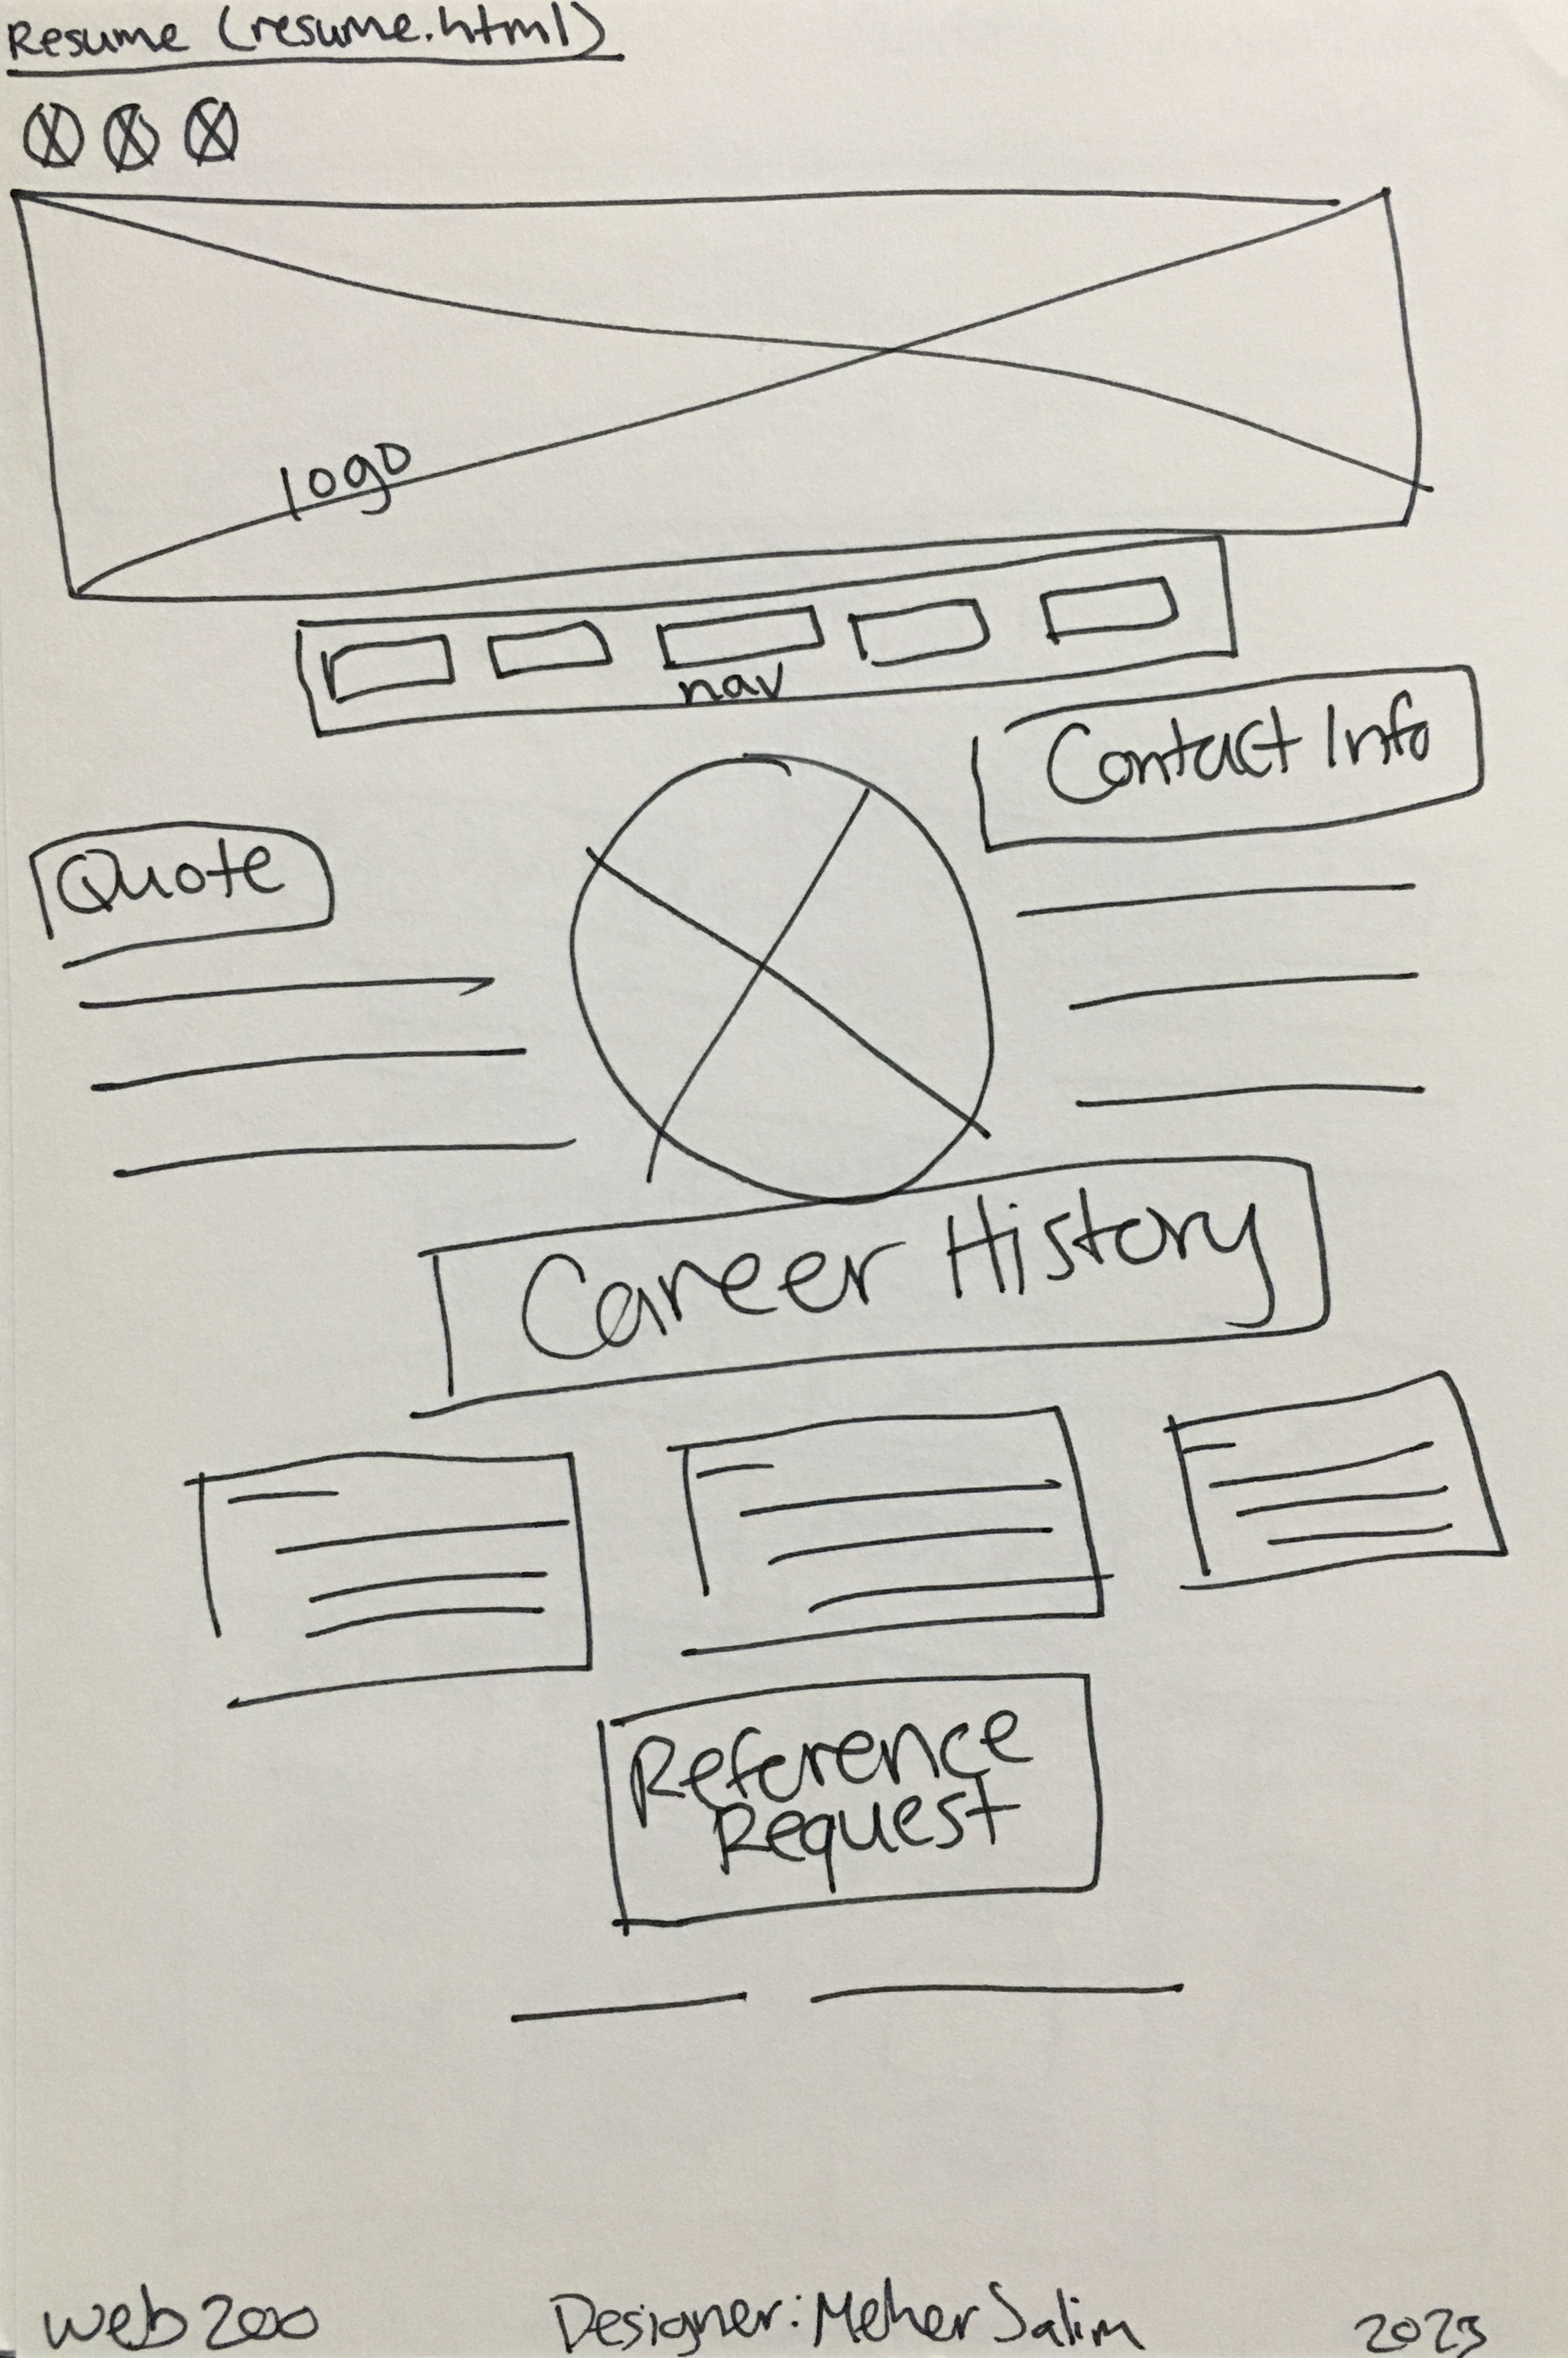 Resume (resume.html)
logo
nav
Contact Info
Quote
Career History
Reference
Request
web 200
Designer: Meher Salim
2023